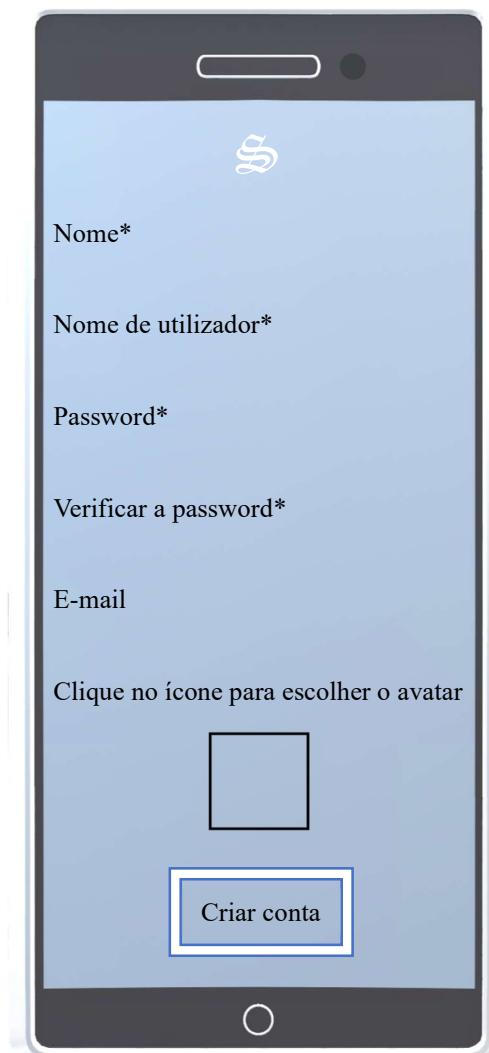 S
Nome*
Nome de utilizador*
Password*
Verificar a password*
E-mail
Clique no ícone para escolher o avatar
Criar conta